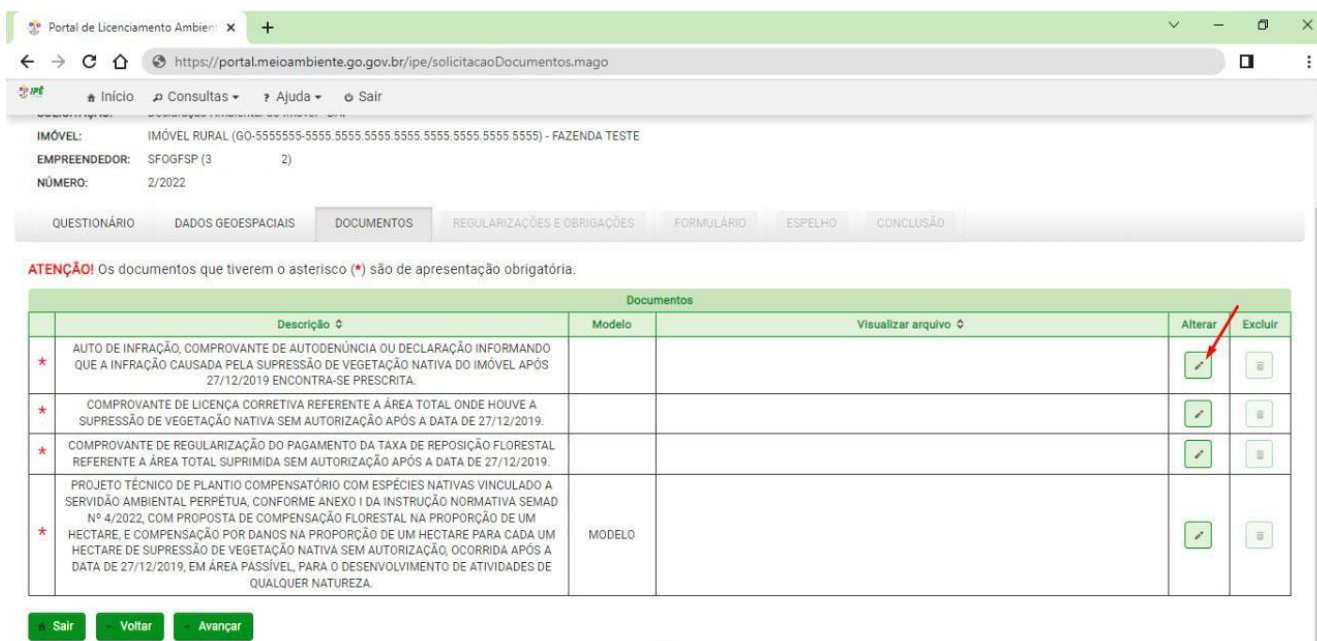 Portal de Licenciamento Ambient
https://portal.meioambiente.go.gov.br/ipe/solicitacaoDocumentos.mago
IPÊ Início Consultas ? Ajuda Sair
IMÓVEL: IMÓVEL RURAL (GO-5555555-5555.5555.5555.5555.5555.5555.5555.5555) - FAZENDA TESTE
EMPREENDEDOR: SFOGFSP (3 2)
NÚMERO: 2/2022
QUESTIONÁRIO DADOS GEOESPACIAIS DOCUMENTOS REGULARIZAÇÕES E OBRIGAÇÕES FORMULÁRIO ESPELHO CONCLUSÃO
ATENÇÃO! Os documentos que tiverem o asterisco (*) são de apresentação obrigatória.
Documentos
Descrição Modelo Visualizar arquivo Alterar Excluir
AUTO DE INFRAÇÃO, COMPROVANTE DE AUTODENÚNCIA OU DECLARAÇÃO INFORMANDO
* QUE A INFRAÇÃO CAUSADA PELA SUPRESSÃO DE VEGETAÇÃO NATIVA DO IMÓVEL APÓS
27/12/2019 ENCONTRA-SE PRESCRITA.
* COMPROVANTE DE LICENÇA CORRETIVA REFERENTE A ÁREA TOTAL ONDE HOUVE A
SUPRESSÃO DE VEGETAÇÃO NATIVA SEM AUTORIZAÇÃO APÓS A DATA DE 27/12/2019.
* COMPROVANTE DE REGULARIZAÇÃO DO PAGAMENTO DA TAXA DE REPOSIÇÃO FLORESTAL
REFERENTE A ÁREA TOTAL SUPRIMIDA SEM AUTORIZAÇÃO APÓS A DATA DE 27/12/2019.
PROJETO TÉCNICO DE PLANTIO COMPENSATÓRIO COM ESPÉCIES NATIVAS VINCULADO A
SERVIDÃO AMBIENTAL PERPÉTUA, CONFORME ANEXO I DA INSTRUÇÃO NORMATIVA SEMAD
Nº 4/2022, COM PROPOSTA DE COMPENSAÇÃO FLORESTAL NA PROPORÇÃO DE UM
* HECTARE, E COMPENSAÇÃO POR DANOS NA PROPORÇÃO DE UM HECTARE PARA CADA UM MODELO
HECTARE DE SUPRESSÃO DE VEGETAÇÃO NATIVA SEM AUTORIZAÇÃO, OCORRIDA APÓS A
DATA DE 27/12/2019, EM ÁREA PASSÍVEL, PARA O DESENVOLVIMENTO DE ATIVIDADES DE
QUALQUER NATUREZA.
Sair Voltar Avançar